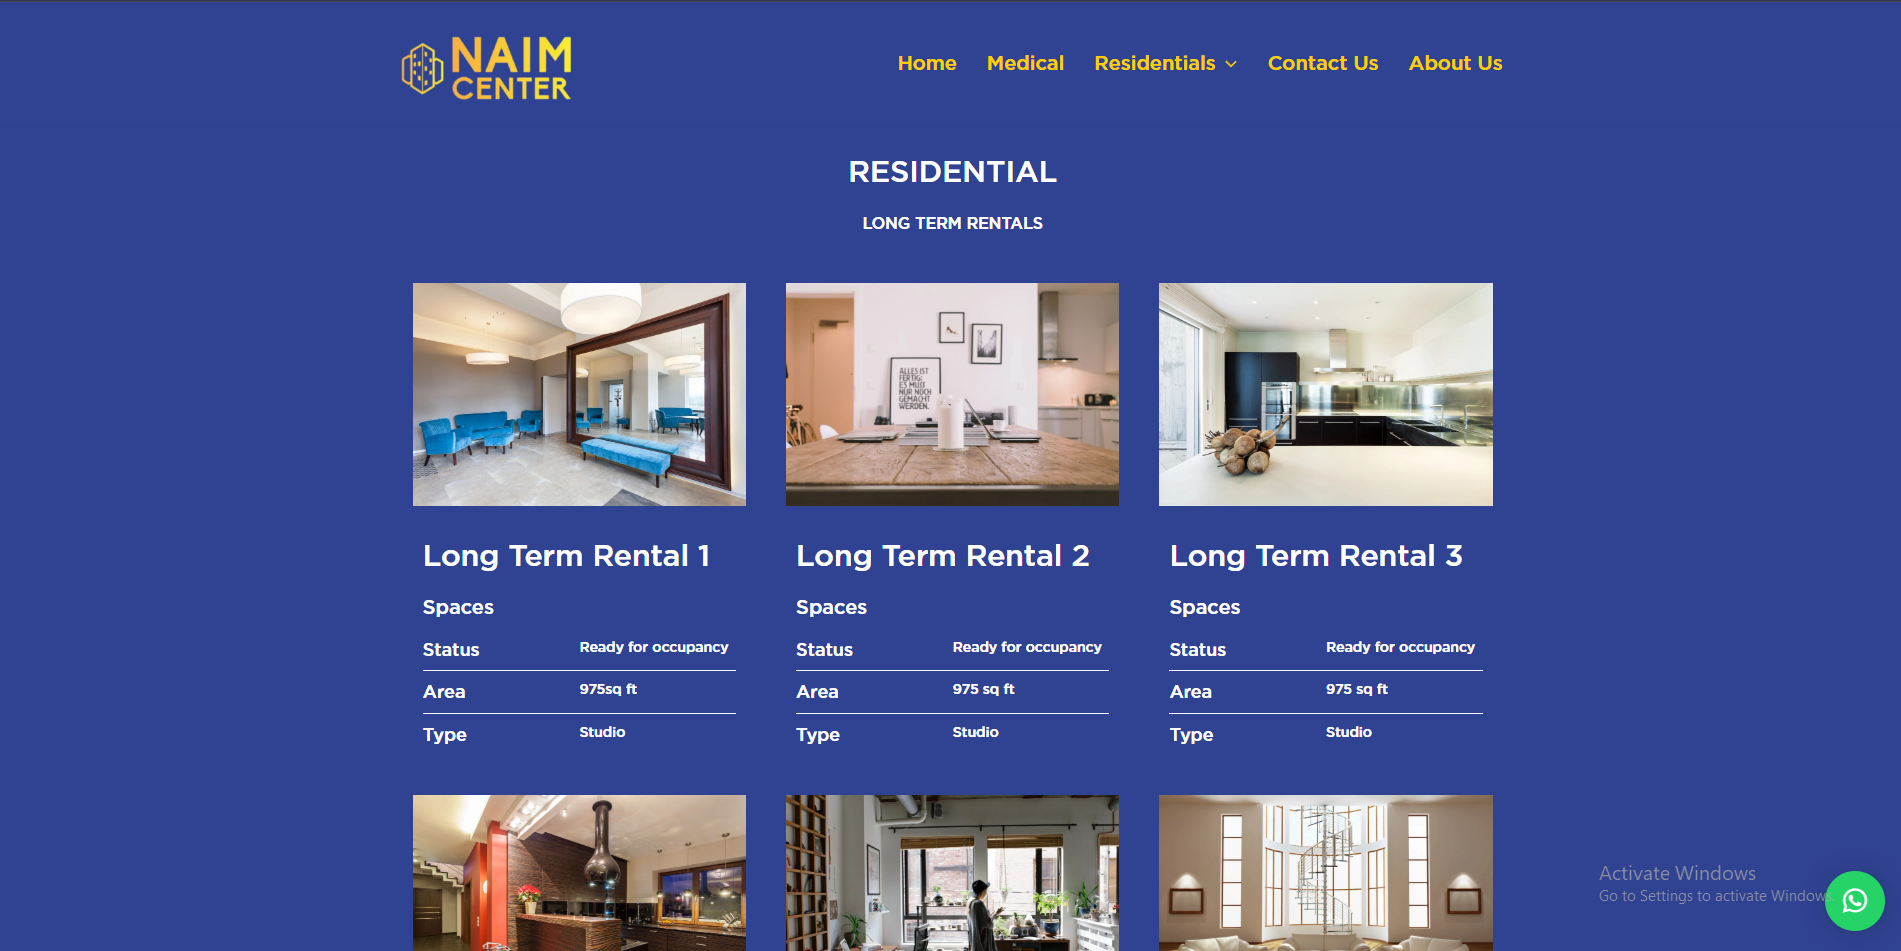 NAIM
CENTER
Home Medical Residentials Contact Us About Us
RESIDENTIAL
LONG TERM RENTALS
ALLES IST
FERTIG:
ES MUSS
NUR NOCH
GEMACHT
WERDEN.
Long Term Rental 1
Spaces
Status Ready for occupancy
Area 975sq ft
Type Studio
Long Term Rental 2
Spaces
Status Ready for occupancy
Area 975 sq ft
Type Studio
Long Term Rental 3
Spaces
Status Ready for occupancy
Area 975 sq ft
Type Studio
Activate Windows
Go to Settings to activate Windows